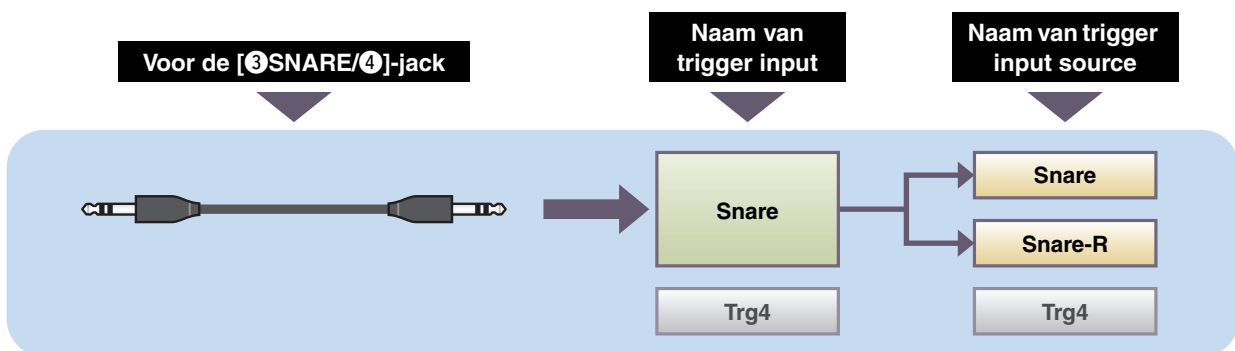 Voor de [❸SNARE/❹]-jack
Naam van
trigger input
Naam van trigger
input source
Snare
Snare
Snare-R
Trg4
Trg4